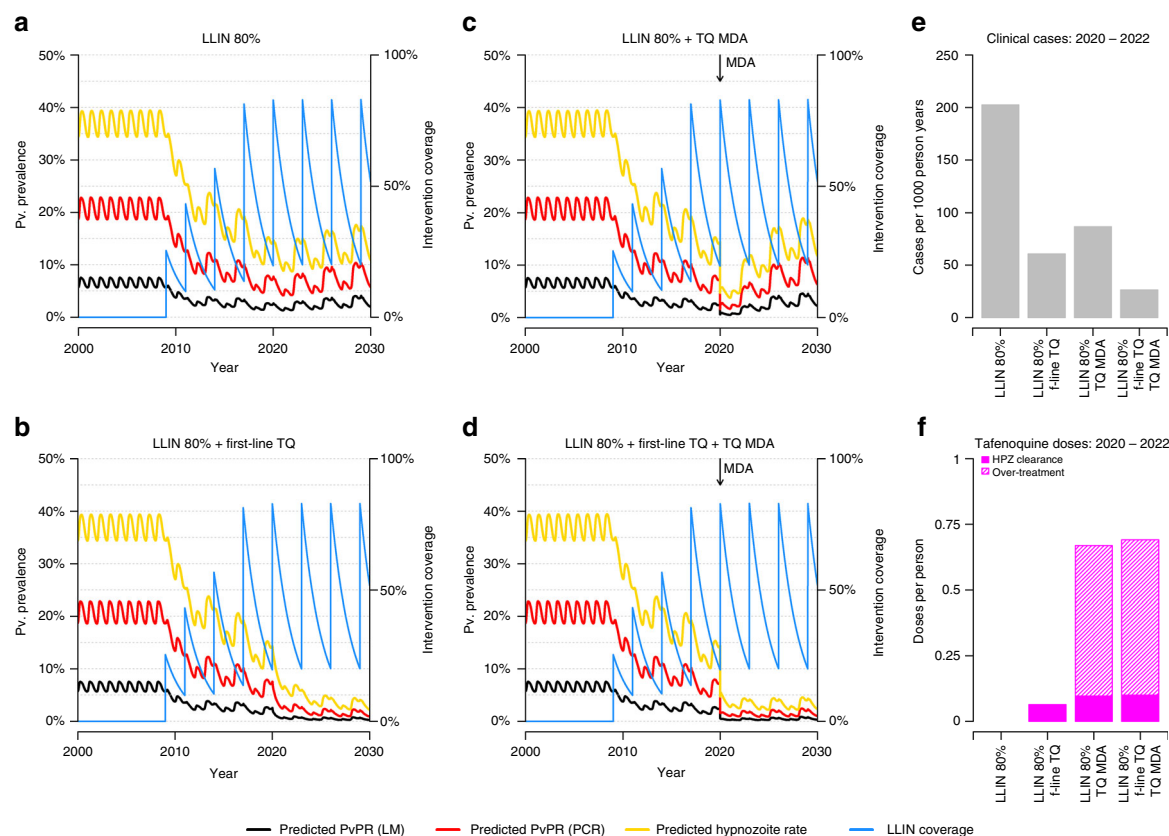 a
LLIN 80%
50%
40%
30%
20%
10%
0%
Pv. prevalence
100%
50%
0%
Intervention coverage
2000
2010
2020
2030
Year
c
LLIN 80% + TQ MDA
MDA
50%
40%
30%
20%
10%
0%
Pv. prevalence
100%
50%
0%
Intervention coverage
2000
2010
2020
2030
Year
e
Clinical cases: 2020 – 2022
250
200
150
100
50
0
Cases per 1000 person years
LLIN 80%
LLIN 80%
f-line TQ
LLIN 80%
TQ MDA
LLIN 80%
f-line TQ
TQ MDA
b
LLIN 80% + first-line TQ
50%
40%
30%
20%
10%
0%
Pv. prevalence
100%
50%
0%
Intervention coverage
2000
2010
2020
2030
Year
d
LLIN 80% + first-line TQ + TQ MDA
MDA
50%
40%
30%
20%
10%
0%
Pv. prevalence
100%
50%
0%
Intervention coverage
2000
2010
2020
2030
Year
f
Tafenoquine doses: 2020 – 2022
HPZ clearance
Over-treatment
1
0.75
0.5
0.25
0
Doses per person
LLIN 80%
LLIN 80%
f-line TQ
LLIN 80%
TQ MDA
LLIN 80%
f-line TQ
TQ MDA
Predicted PvPR (LM)
Predicted PvPR (PCR)
Predicted hypnozoite rate
LLIN coverage